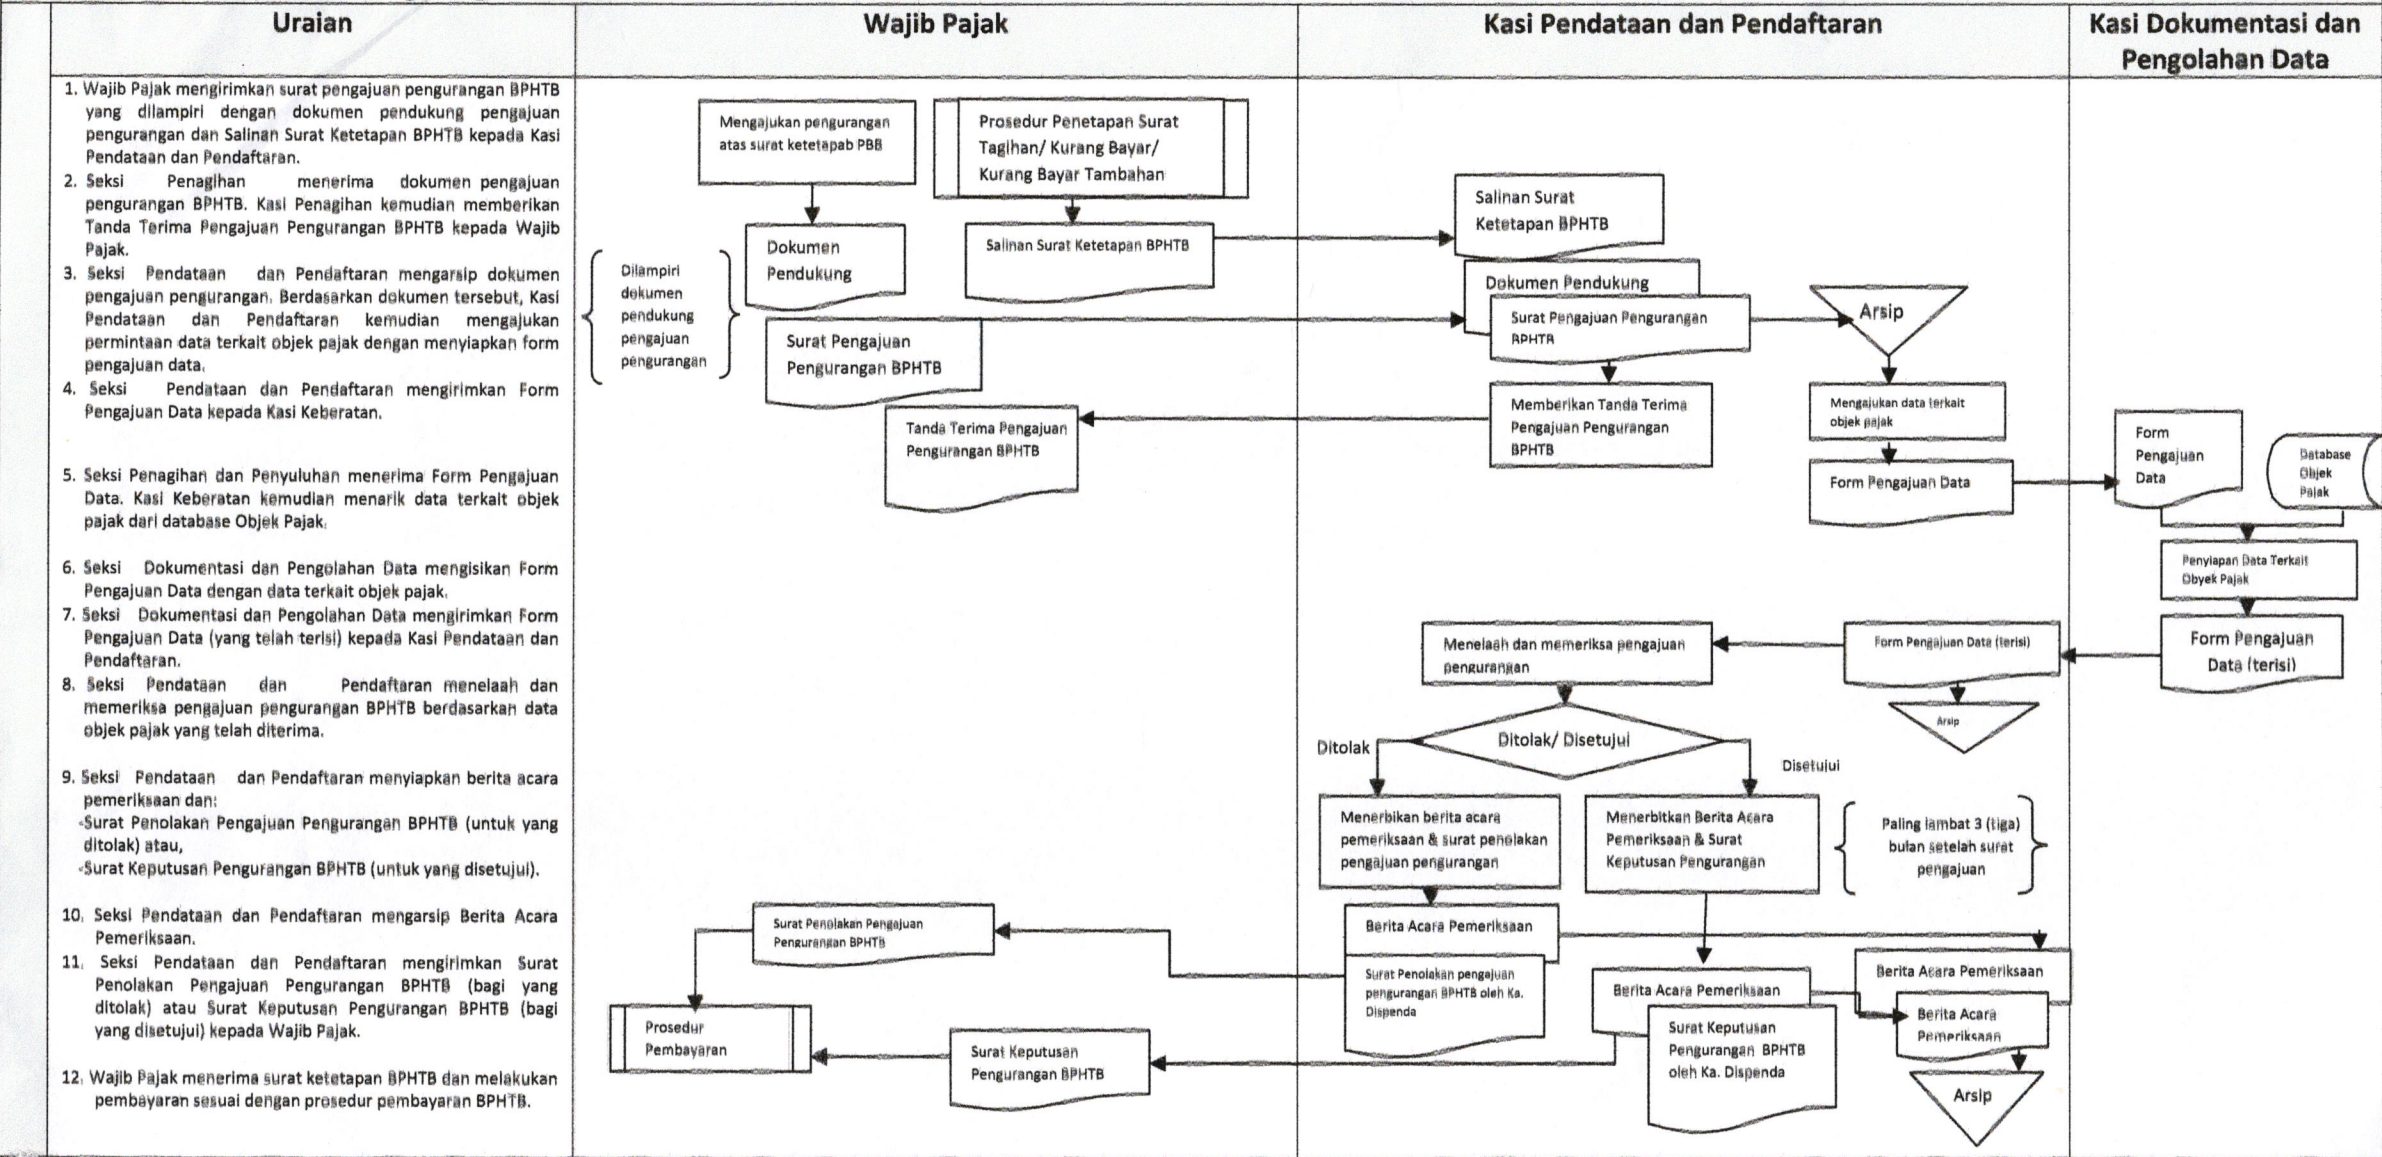 Uraian
Wajib Pajak
Kasi Pendataan dan Pendaftaran
Kasi Dokumentasi dan
Pengolahan Data
1. Wajib Pajak mengirimkan surat pengajuan pengurangan BPHTB
yang dilampiri dengan dokumen pendukung pengajuan
pengurangan dan Salinan Surat Ketetapan BPHTB kepada Kasi
Pendataan dan Pendaftaran.
2. Seksi Penagihan menerima dokumen pengajuan
pengurangan BPHTB. Kasi Penagihan kemudian memberikan
Tanda Terima Pengajuan Pengurangan BPHTB kepada Wajib
Pajak.
3. Seksi Pendataan dan Pendaftaran mengarsip dokumen
pengajuan pengurangan. Berdasarkan dokumen tersebut, Kasi
Pendataan dan Pendaftaran kemudian mengajukan
permintaan data terkait objek pajak dengan menyiapkan form
pengajuan data.
4. Seksi Pendataan dan Pendaftaran mengirimkan Form
Pengajuan Data kepada Kasi Keberatan.
5. Seksi Penagihan dan Penyuluhan menerima Form Pengajuan
Data. Kasi Keberatan kemudian menarik data terkait objek
pajak dari database Objek Pajak.
6. Seksi Dokumentasi dan Pengolahan Data mengisikan Form
Pengajuan Data dengan data terkait objek pajak.
7. Seksi Dokumentasi dan Pengolahan Data mengirimkan Form
Pengajuan Data (yang telah terisi) kepada Kasi Pendataan dan
Pendaftaran.
8. Seksi Pendataan dan Pendaftaran menelaah dan
memeriksa pengajuan pengurangan BPHTB berdasarkan data
objek pajak yang telah diterima.
9. Seksi Pendataan dan Pendaftaran menyiapkan berita acara
pemeriksaan dan:
-Surat Penolakan Pengajuan Pengurangan BPHTB (untuk yang
ditolak) atau,
-Surat Keputusan Pengurangan BPHTB (untuk yang disetujui).
10. Seksi Pendataan dan Pendaftaran mengarsip Berita Acara
Pemeriksaan.
11. Seksi Pendataan dan Pendaftaran mengirimkan Surat
Penolakan Pengajuan Pengurangan BPHTB (bagi yang
ditolak) atau Surat Keputusan Pengurangan BPHTB (bagi
yang disetujui) kepada Wajib Pajak.
12. Wajib Pajak menerima surat ketetapan BPHTB dan melakukan
pembayaran sesuai dengan prosedur pembayaran BPHTB.
Mengajukan pengurangan
atas surat ketetapab PBB
Prosedur Penetapan Surat
Tagihan/ Kurang Bayar/
Kurang Bayar Tambahan
Dokumen
Pendukung
Salinan Surat Ketetapan BPHTB
Dilampiri
dokumen
pendukung
pengajuan
pengurangan
Surat Pengajuan
Pengurangan BPHTB
Tanda Terima Pengajuan
Pengurangan BPHTB
Surat Penolakan Pengajuan
Pengurangan BPHTB
Prosedur
Pembayaran
Surat Keputusan
Pengurangan BPHTB
Salinan Surat
Ketetapan BPHTB
Dokumen Pendukung
Surat Pengajuan Pengurangan
BPHTB
Arsip
Memberikan Tanda Terima
Pengajuan Pengurangan
BPHTB
Mengajukan data terkait
objek pajak
Form Pengajuan Data
Menelaah dan memeriksa pengajuan
pengurangan
Form Pengajuan Data (terisi)
Arsip
Ditolak
Ditolak/ Disetujui
Disetujui
Menerbikan berita acara
pemeriksaan & surat penolakan
pengajuan pengurangan
Menerbitkan Berita Acara
Pemeriksaan & Surat
Keputusan Pengurangan
Paling lambat 3 (tiga)
bulan setelah surat
pengajuan
Berita Acara Pemeriksaan
Surat Penolakan pengajuan
pengurangan BPHTB oleh Ka.
Dispenda
Berita Acara Pemeriksaan
Surat Keputusan
Pengurangan BPHTB
oleh Ka. Dispenda
Berita Acara Pemeriksaan
Berita Acara
Pemeriksaan
Arsip
Form
Pengajuan
Data
Database
Objek
Pajak
Penyiapan Data Terkait
Obyek Pajak
Form Pengajuan
Data (terisi)